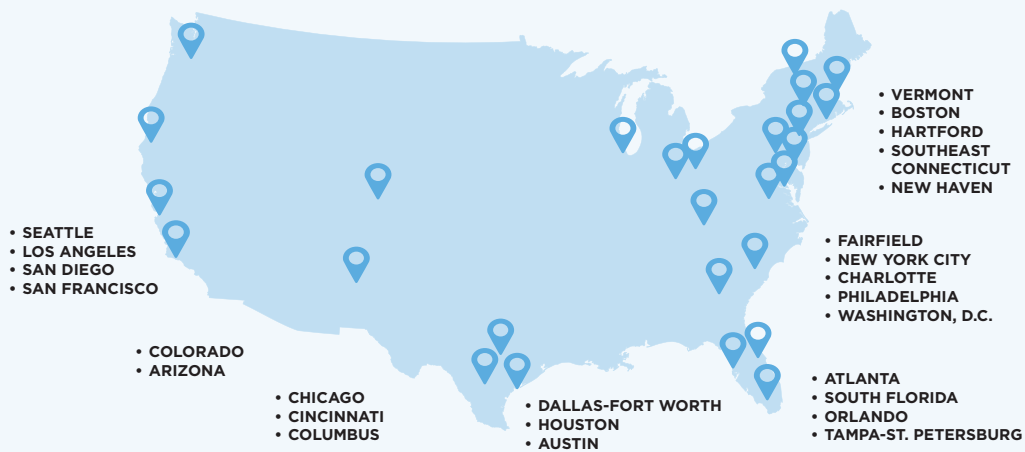 • VERMONT
• BOSTON
• HARTFORD
• SOUTHEAST
CONNECTICUT
• NEW HAVEN
• SEATTLE
• LOS ANGELES
• SAN DIEGO
• SAN FRANCISCO
• FAIRFIELD
• NEW YORK CITY
• CHARLOTTE
• PHILADELPHIA
• WASHINGTON, D.C.
• COLORADO
• ARIZONA
• CHICAGO
• CINCINNATI
• COLUMBUS
• DALLAS-FORT WORTH
• HOUSTON
• AUSTIN
• ATLANTA
• SOUTH FLORIDA
• ORLANDO
• TAMPA-ST. PETERSBURG